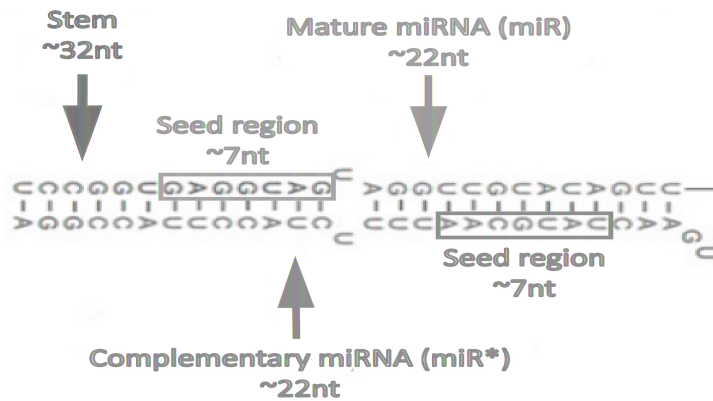 Stem
~32nt
Mature miRNA (miR)
~22nt
Seed region
~7nt
U C C G G U G A G G U A G U A G G U U G U A U A G U U
A G G C C A U U C C A U C U U U U A A C G U A U C A A G U
Seed region
~7nt
Complementary miRNA (miR*)
~22nt